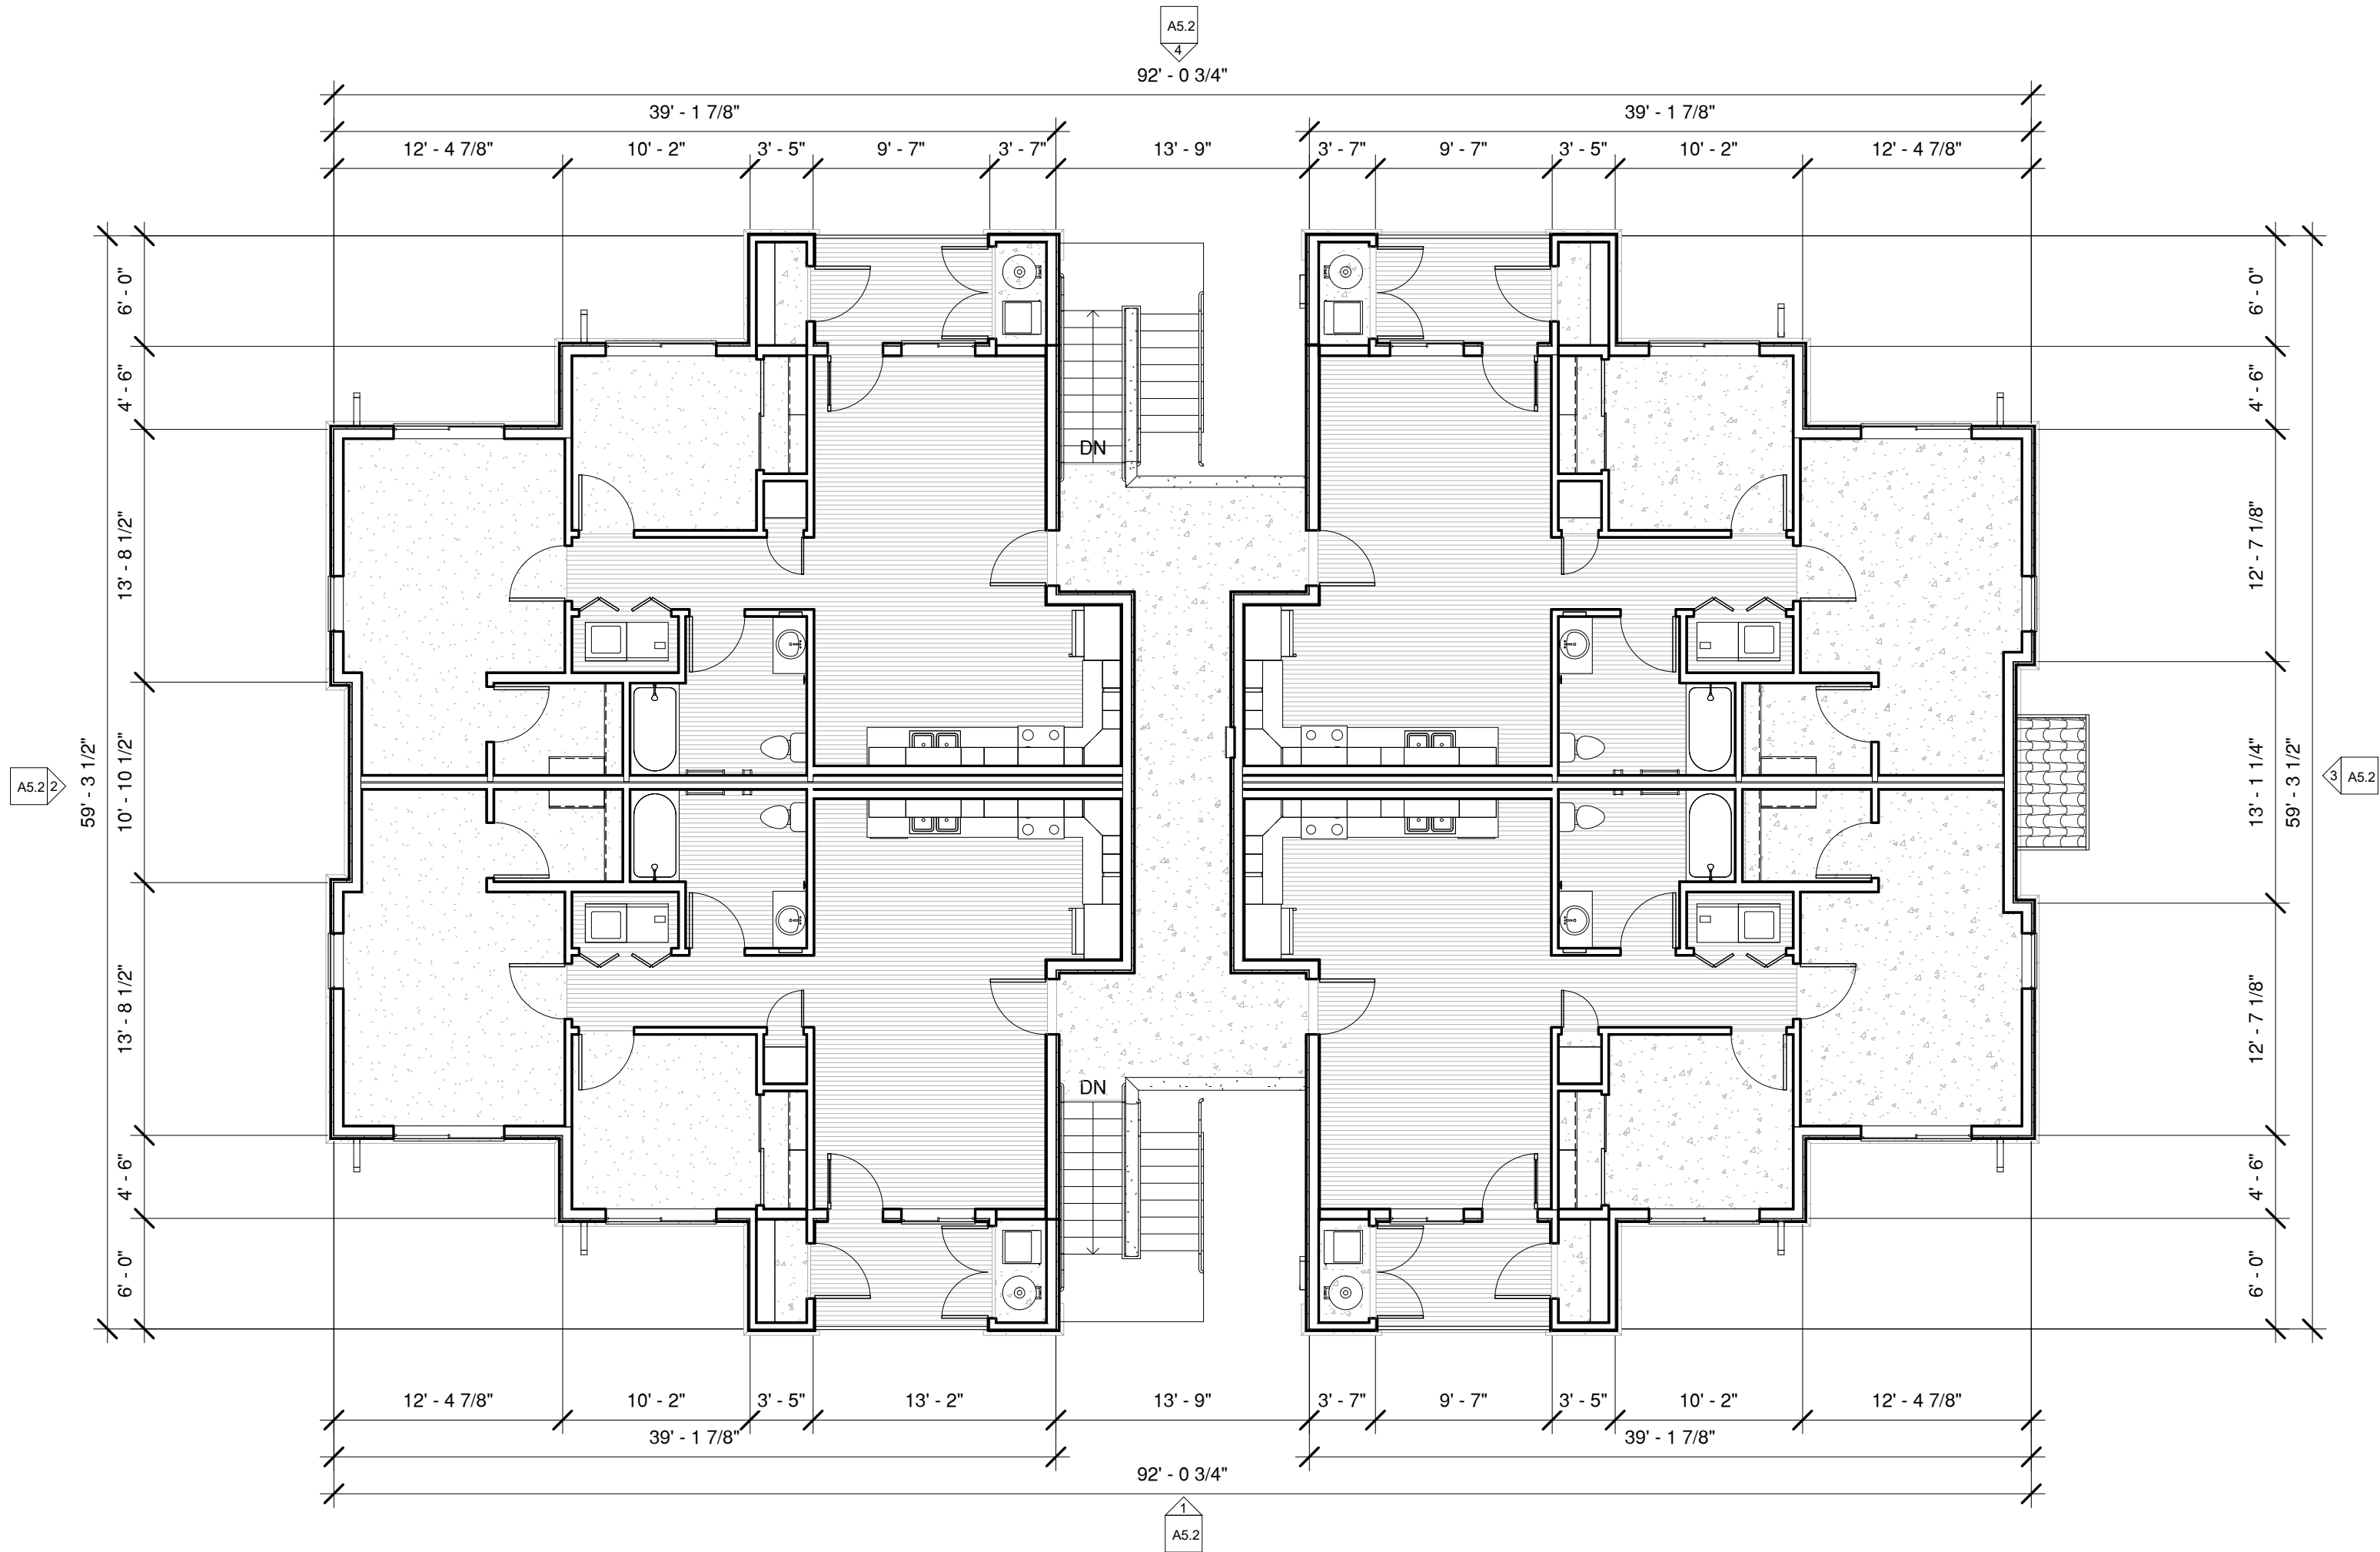 A5.2
4
92' - 0 3/4"
39' - 1 7/8"
39' - 1 7/8"
12' - 4 7/8"
10' - 2"
3' - 5"
9' - 7"
3' - 7"
13' - 9"
3' - 7"
9' - 7"
3' - 5"
10' - 2"
12' - 4 7/8"
6' - 0"
4' - 6"
13' - 8 1/2"
10' - 10 1/2"
13' - 8 1/2"
4' - 6"
6' - 0"
59' - 3 1/2"
A5.2
2
DN
DN
6' - 0"
4' - 6"
12' - 7 1/8"
13' - 1 1/4"
12' - 7 1/8"
4' - 6"
6' - 0"
59' - 3 1/2"
3
A5.2
12' - 4 7/8"
10' - 2"
3' - 5"
13' - 2"
13' - 9"
3' - 7"
9' - 7"
3' - 5"
10' - 2"
12' - 4 7/8"
39' - 1 7/8"
39' - 1 7/8"
92' - 0 3/4"
1
A5.2